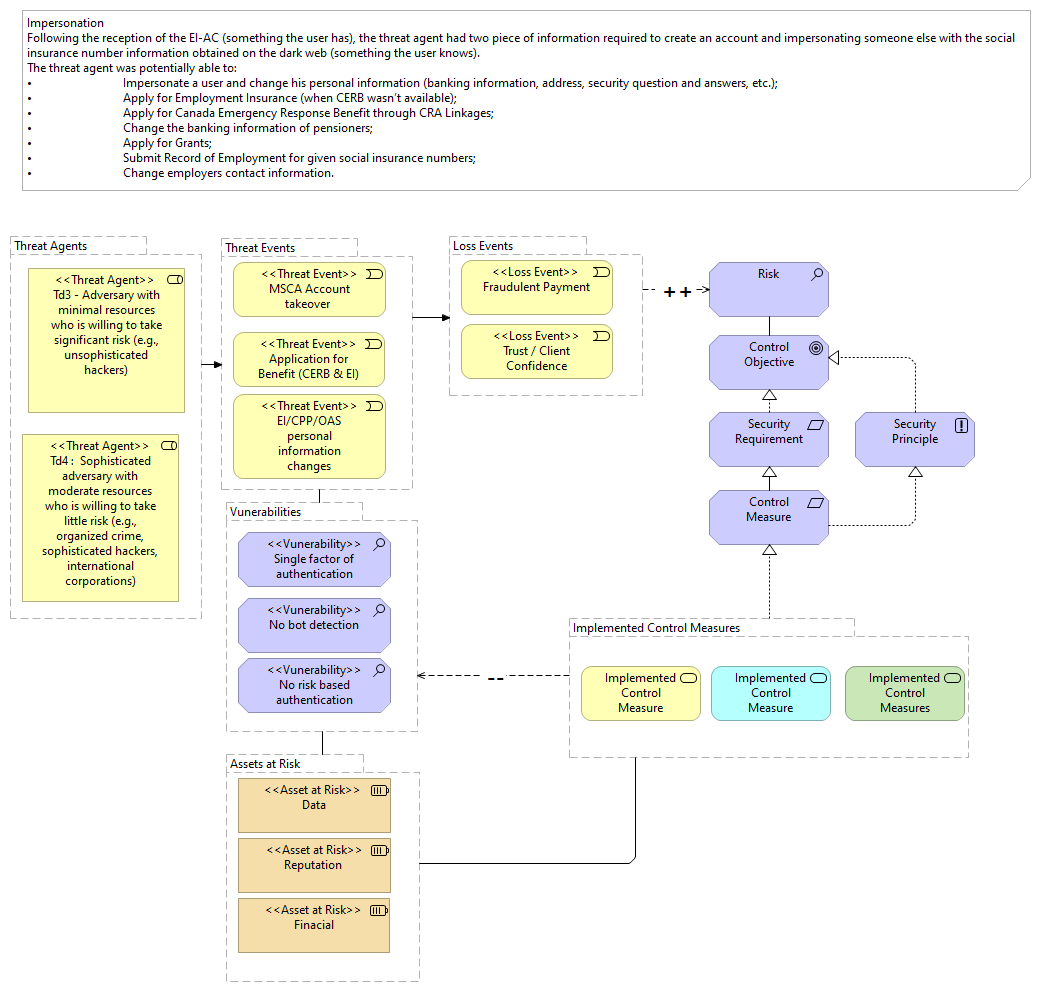 Impersonation
Following the reception of the EI-AC (something the user has), the threat agent had two piece of information required to create an account and impersonating someone else with the social
insurance number information obtained on the dark web (something the user knows).
The threat agent was potentially able to:
• Impersonate a user and change his personal information (banking information, address, security question and answers, etc.);
• Apply for Employment Insurance (when CERB wasn't available);
• Apply for Canada Emergency Response Benefit through CRA Linkages;
• Change the banking information of pensioners;
• Apply for Grants;
• Submit Record of Employment for given social insurance numbers;
• Change employers contact information.
Threat Agents
<<Threat Agent>>
Td3 - Adversary with
minimal resources
who is willing to take
significant risk (e.g.,
unsophisticated
hackers)
<<Threat Agent>>
Td4 : Sophisticated
adversary with
moderate resources
who is willing to take
little risk (e.g.,
organized crime,
sophisticated hackers,
international
corporations)
Threat Events
<<Threat Event>>
MSCA Account
takeover
<<Threat Event>>
Application for
Benefit (CERB & EI)
<<Threat Event>>
EI/CPP/OAS
personal
information
changes
Loss Events
<<Loss Event>>
Fraudulent Payment
<<Loss Event>>
Trust / Client
Confidence
++
Risk
Control
Objective
Security
Requirement
Security
Principle
Control
Measure
Vunerabilities
<<Vunerability>>
Single factor of
authentication
<<Vunerability>>
No bot detection
<<Vunerability>>
No risk based
authentication
--
Implemented Control Measures
Implemented
Control
Measure
Implemented
Control
Measure
Implemented
Control
Measures
Assets at Risk
<<Asset at Risk>>
Data
<<Asset at Risk>>
Reputation
<<Asset at Risk>>
Finacial